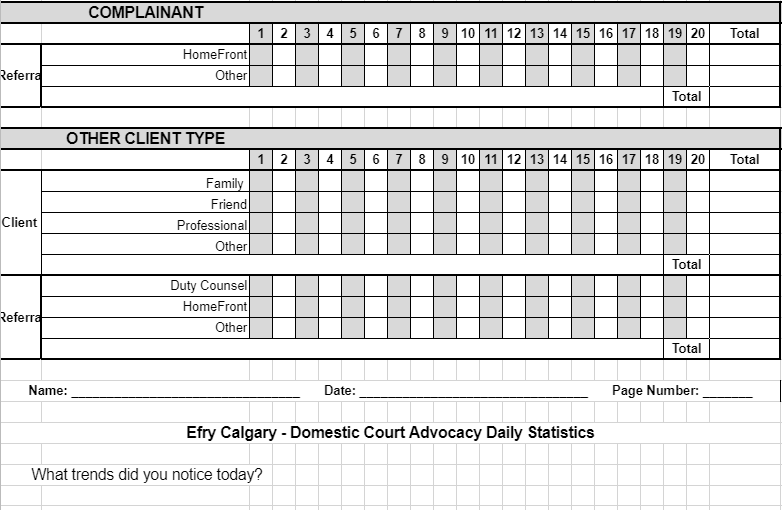 COMPLAINANT
1 2 3 4 5 6 7 8 9 10 11 12 13 14 15 16 17 18 19 20 Total
HomeFront
Referra
Other
Total
OTHER CLIENT TYPE
1 2 3 4 5 6 7 8 9 10 11 12 13 14 15 16 17 18 19 20 Total
Family
Friend
Client
Professional
Other
Total
Duty Counsel
HomeFront
Referra
Other
Total
Name: ______________________________ Date: ______________________________ Page Number: _______
Efry Calgary - Domestic Court Advocacy Daily Statistics
What trends did you notice today?